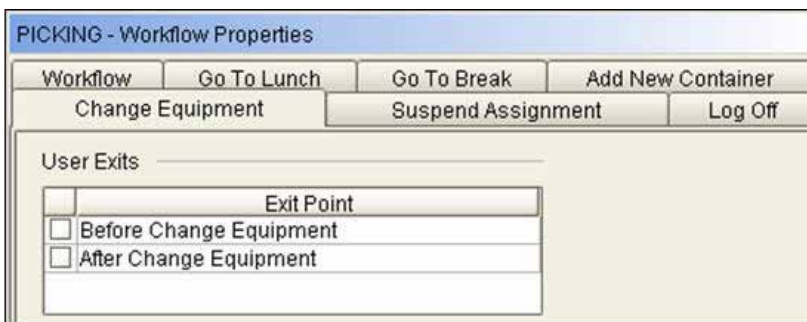 PICKING - Workflow Properties
Workflow Go To Lunch Go To Break Add New Container
Change Equipment Suspend Assignment Log Off
User Exits
Exit Point
Before Change Equipment
After Change Equipment